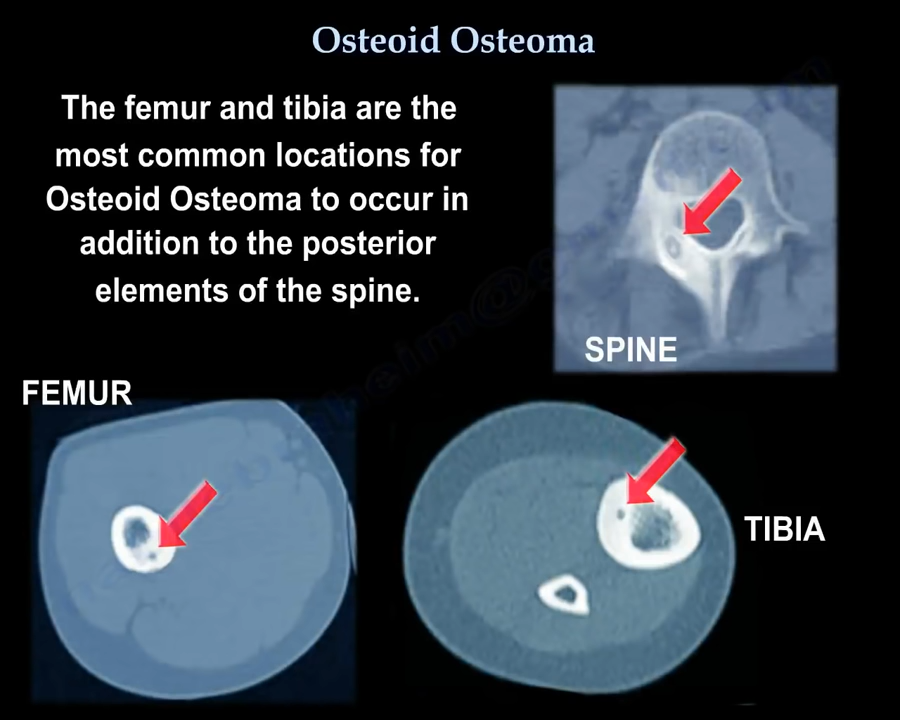 Osteoid Osteoma
The femur and tibia are the
most common locations for
Osteoid Osteoma to occur in
addition to the posterior
elements of the spine.
SPINE
FEMUR
TIBIA